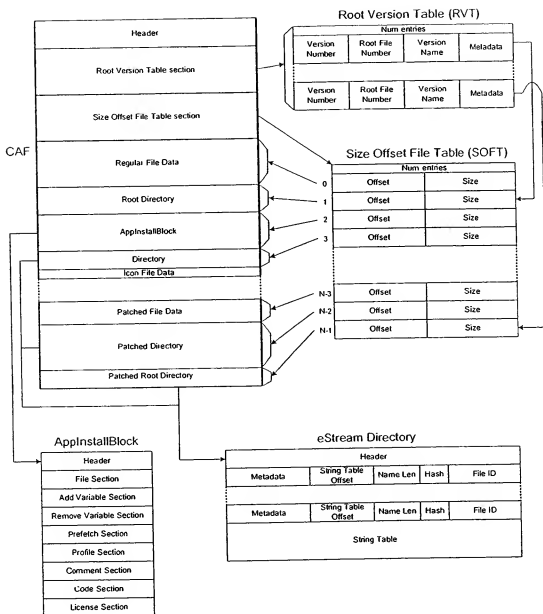 Root Version Table (RVT)
Num entries
Version Number
Root File Number
Version Name
Metadata
Version Number
Root File Number
Version Name
Metadata
CAF
Header
Root Version Table section
Size Offset File Table section
Regular File Data
Root Directory
AppInstallBlock
Directory
Icon File Data
Patched File Data
Patched Directory
Patched Root Directory
Size Offset File Table (SOFT)
Num entries
0 Offset Size
1 Offset Size
2 Offset Size
3 Offset Size
N-3 Offset Size
N-2 Offset Size
N-1 Offset Size
AppInstallBlock
Header
File Section
Add Variable Section
Remove Variable Section
Prefetch Section
Profile Section
Comment Section
Code Section
License Section
eStream Directory
Header
Metadata
String Table Offset
Name Len
Hash
File ID
Metadata
String Table Offset
Name Len
Hash
File ID
String Table